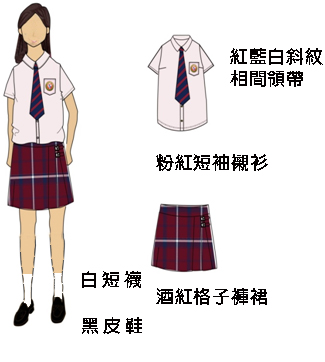 紅藍白斜紋
相間領帶
粉紅短袖襯衫
白短襪
酒紅格子褲裙
黑皮鞋